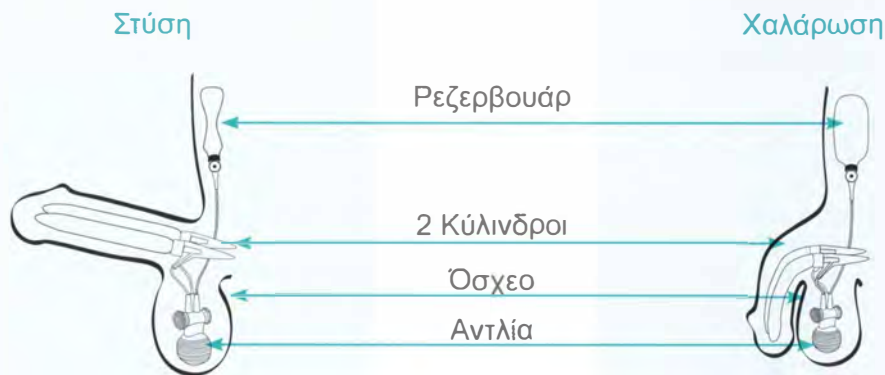 Στύση
Χαλάρωση
Ρεζερβουάρ
2 Κύλινδροι
Όσχεο
Αντλία